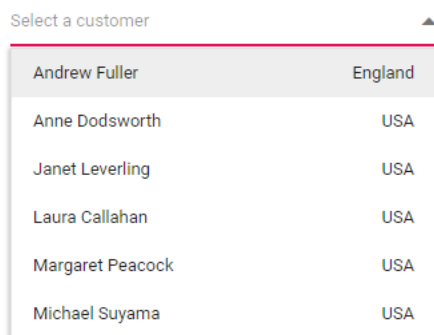 Select a customer
Andrew Fuller England
Anne Dodsworth USA
Janet Leverling USA
Laura Callahan USA
Margaret Peacock USA
Michael Suyama USA